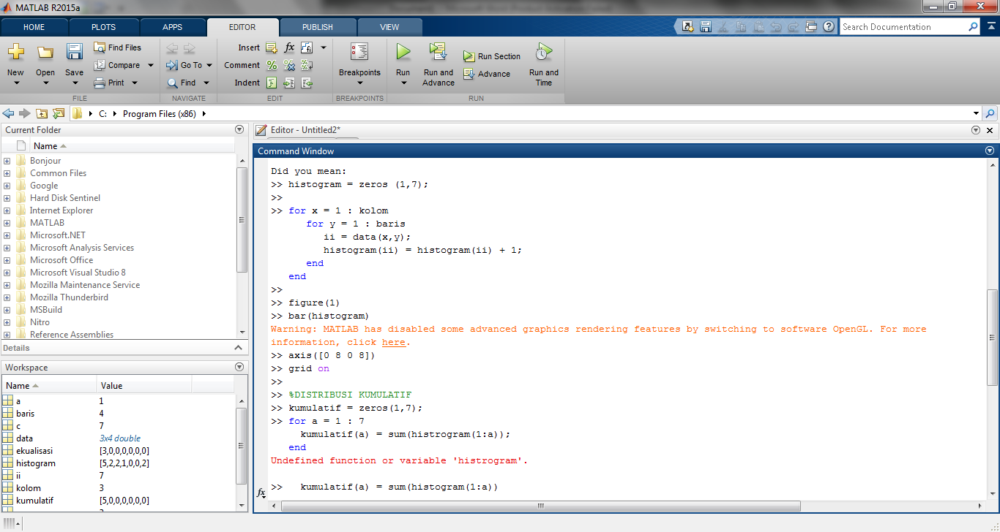 MATLAB R2015a
HOME PLOTS APPS EDITOR PUBLISH VIEW
Search Documentation
New Open Save Find Files Compare Print
FILE
Go To Find
NAVIGATE
Insert fx
Comment
Indent
EDIT
Breakpoints
BREAKPOINTS
Run Run and Advance Run Section Advance Run and Time
RUN
C: Program Files (x86)
Current Folder
Name
Bonjour
Common Files
Google
Hard Disk Sentinel
Internet Explorer
MATLAB
Microsoft.NET
Microsoft Analysis Services
Microsoft Office
Microsoft Visual Studio 8
Mozilla Maintenance Service
Mozilla Thunderbird
MSBuild
Nitro
Reference Assemblies
Details
Workspace
Name Value
a 1
baris 4
c 7
data 3x4 double
ekualisasi [3,0,0,0,0,0,0]
histogram [5,2,2,1,0,0,2]
ii 7
kolom 3
kumulatif [5,0,0,0,0,0,0]
Editor - Untitled2*
Command Window
Did you mean:
>> histogram = zeros (1,7);
>>
>> for x = 1 : kolom
for y = 1 : baris
ii = data(x,y);
histogram(ii) = histogram(ii) + 1;
end
end
>>
>> figure(1)
>> bar(histogram)
Warning: MATLAB has disabled some advanced graphics rendering features by switching to software OpenGL. For more
information, click here.
>> axis([0 8 0 8])
>> grid on
>>
>> %DISTRIBUSI KUMULATIF
>> kumulatif = zeros(1,7);
>> for a = 1 : 7
kumulatif(a) = sum(histrogram(1:a));
end
Undefined function or variable 'histrogram'.
>> kumulatif(a) = sum(histogram(1:a))
fx